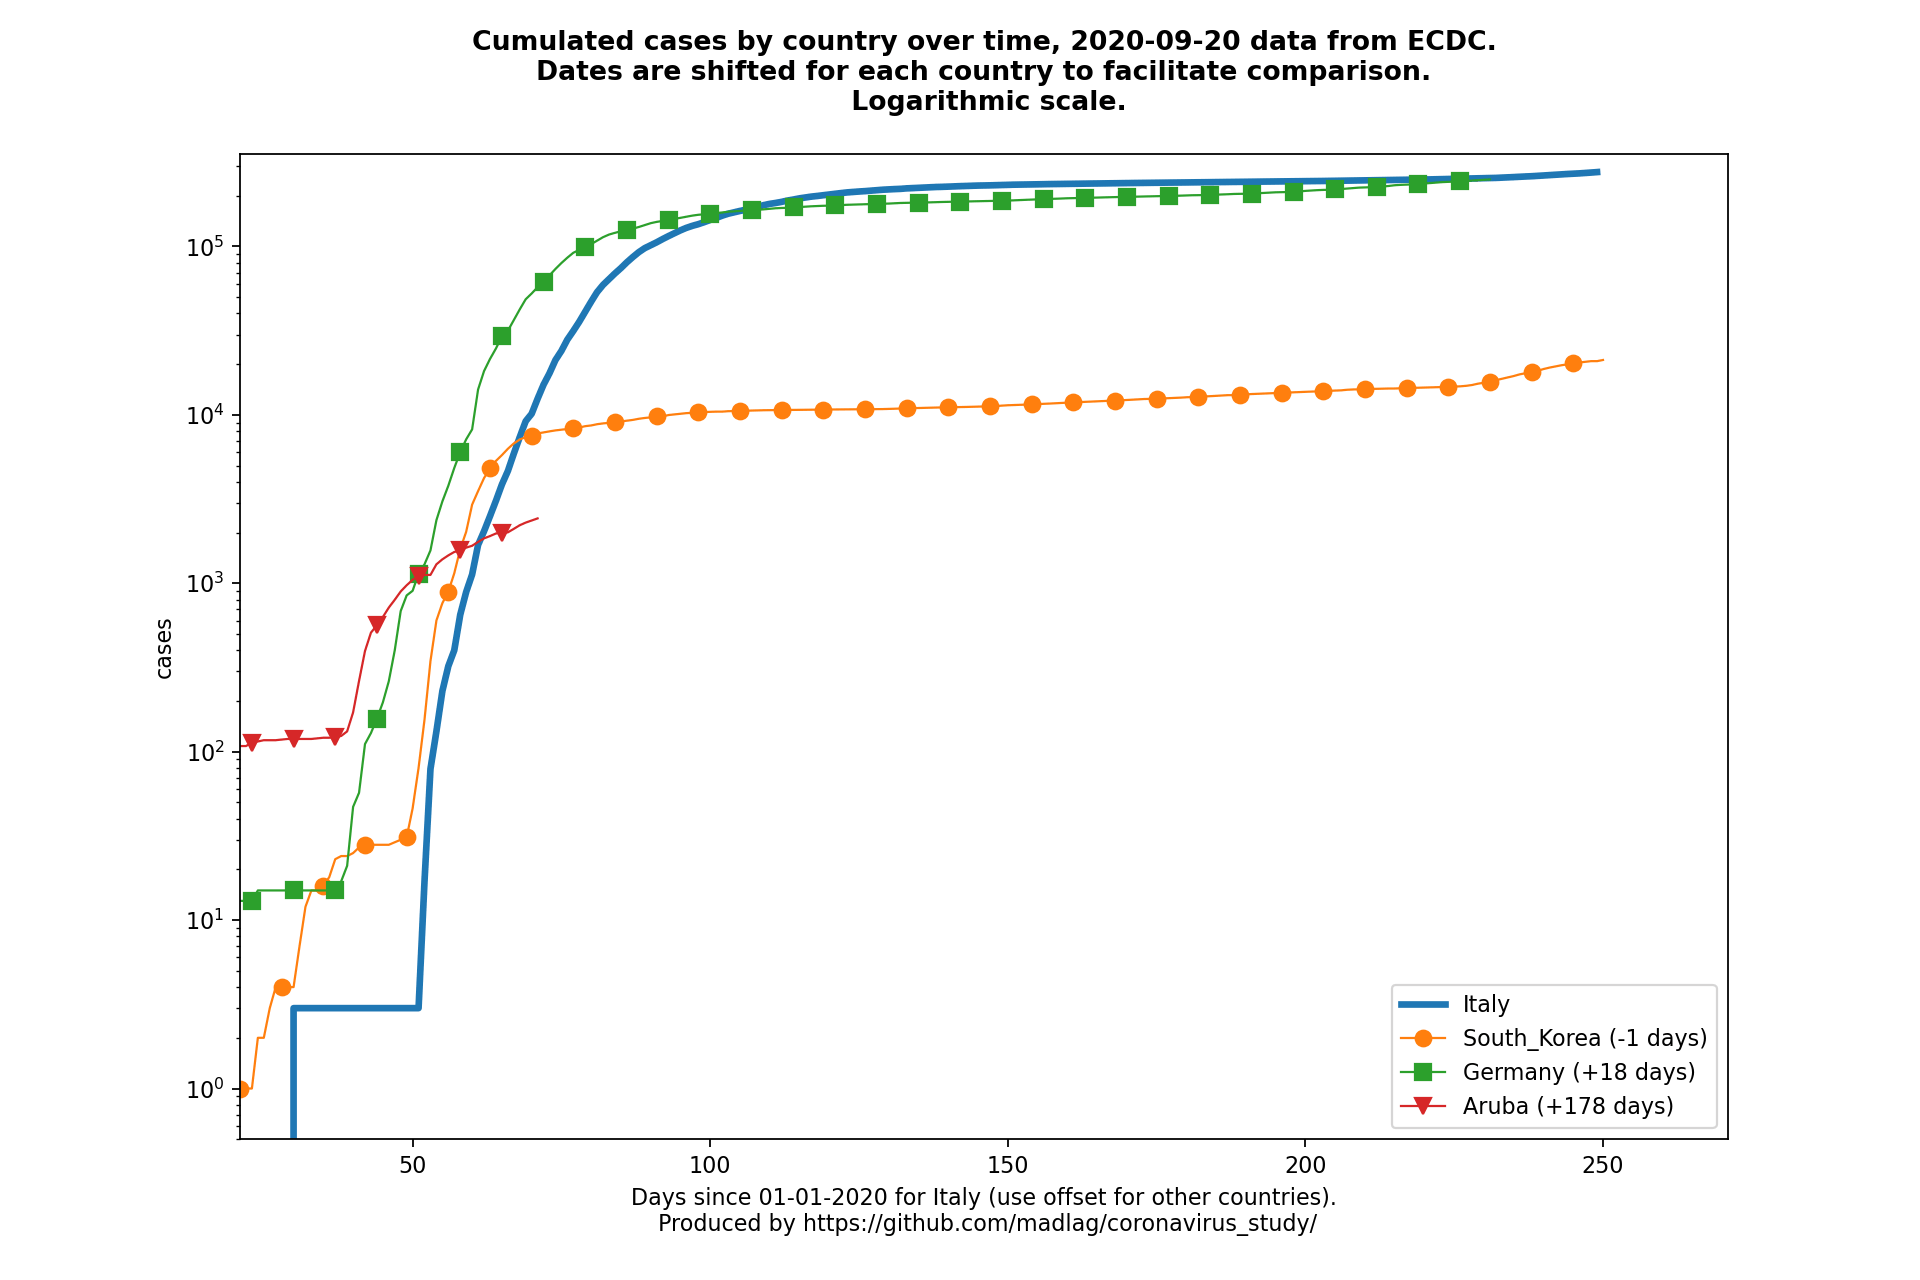 Cumulated cases by country over time, 2020-09-20 data from ECDC.
Dates are shifted for each country to facilitate comparison.
Logarithmic scale.
10^5
10^4
10^3
10^2
10^1
10^0
cases
50 100 150 200 250
Italy
South_Korea (-1 days)
Germany (+18 days)
Aruba (+178 days)
Days since 01-01-2020 for Italy (use offset for other countries).
Produced by https://github.com/madlag/coronavirus_study/